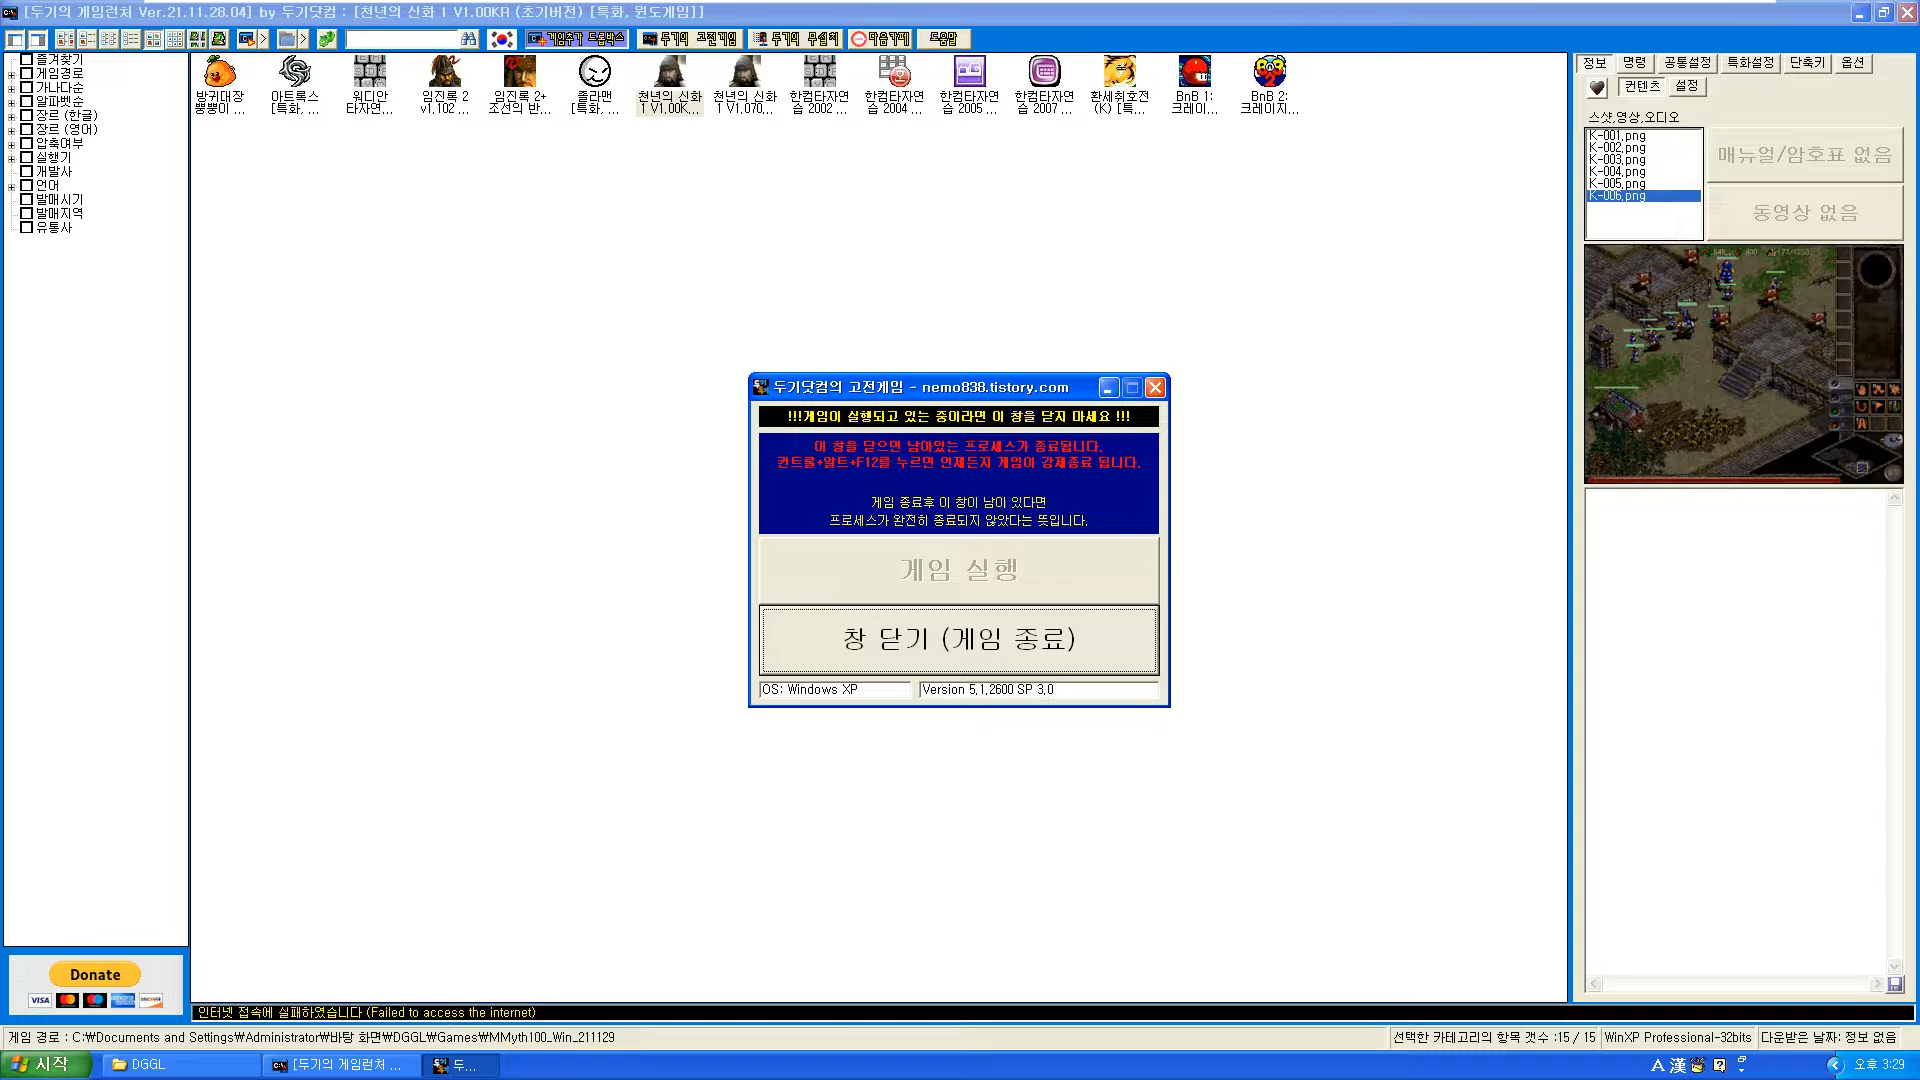 [두기의 게임런처 Ver.21.11.28.04] by 두기닷컴 : [천년의 신화 1 V1.00KR (초기버전) [특화, 윈도게임]]
게임추가 드롭박스
두기의 고전게임
두기의 무설치
다음카페
도움말
즐겨찾기
게임경로
가나다순
알파벳순
장르 (한글)
장르 (영어)
압축여부
실행기
개발사
언어
발매시기
발매지역
유통사
방귀대장 뿡뿡이 ...
아트록스 [특화, ...
워디안 타자연...
임진록 2 v1.102 ...
임진록 2+ 조선의 반...
졸라맨 [특화, ...
천년의 신화 1 V1.00K...
천년의 신화 1 V1.070...
한컴타자연습 2002 ...
한컴타자연습 2004 ...
한컴타자연습 2005 ...
한컴타자연습 2007 ...
환세취호전 (K) [특...
BnB 1: 크레이...
BnB 2: 크레이지...
정보 명령 공통설정 특화설정 단축키 옵션
컨텐츠 설정
스샷,영상,오디오
K-001.png
K-002.png
K-003.png
K-004.png
K-005.png
K-006.png
매뉴얼/암호표 없음
동영상 없음
두기닷컴의 고전게임 - nemo838.tistory.com
!!!게임이 실행되고 있는 중이라면 이 창을 닫지 마세요 !!!
이 창을 닫으면 남아있는 프로세스가 종료됩니다.
컨트롤+알트+F12를 누르면 언제든지 게임이 강제종료 됩니다.
게임 종료후 이 창이 남아 있다면
프로세스가 완전히 종료되지 않았다는 뜻입니다.
게임 실행
창 닫기 (게임 종료)
OS: Windows XP
Version 5.1.2600 SP 3.0
Donate
VISA
인터넷 접속에 실패하였습니다 (Failed to access the internet)
게임 경로 : C:₩Documents and Settings₩Administrator₩바탕 화면₩DGGL₩Games₩MMyth100_Win_211129
선택한 카테고리의 항목 갯수 :15 / 15
WinXP Professional-32bits
다운받은 날짜: 정보 없음
시작
DGGL
[두기의 게임런처 ...
두...
A 漢
오후 3:29